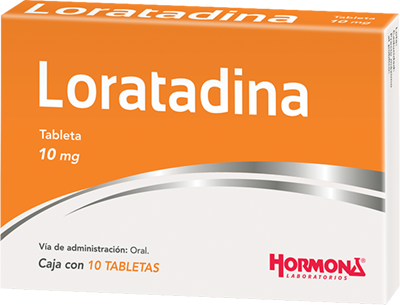 Loratadina
Tableta
10 mg
Loratadina
Tableta
10 mg
Vía de administración: Oral.
Caja con 10 TABLETAS
HORMONA
LABORATORIOS